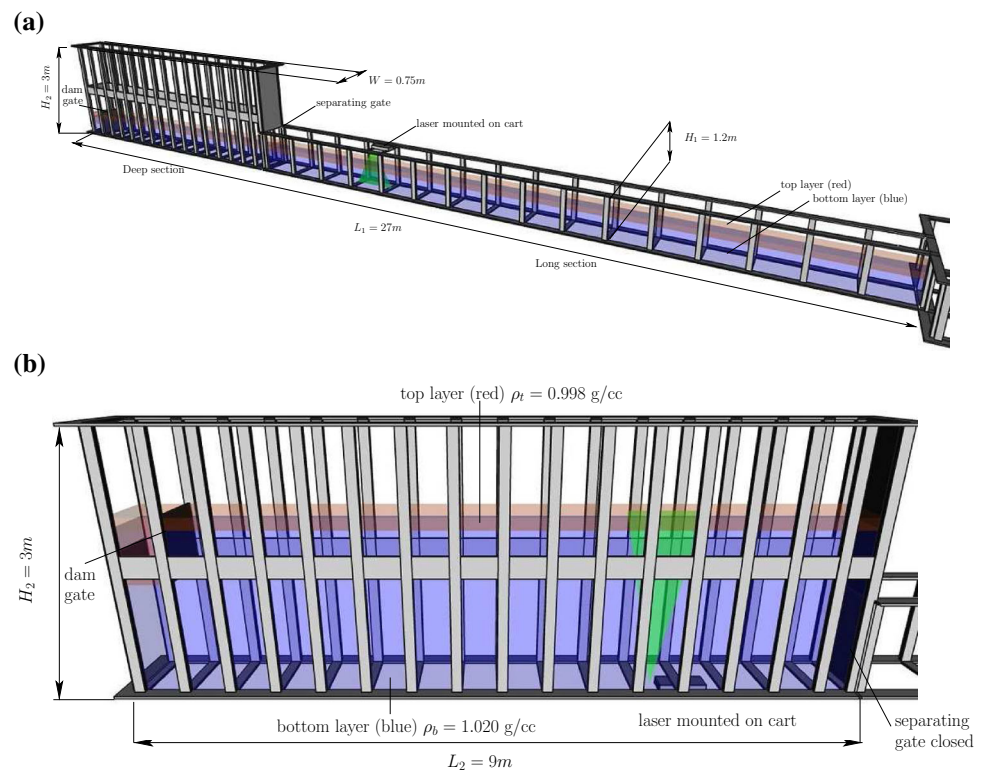 (a)
H₂ = 3m
dam
gate
W = 0.75m
separating gate
laser mounted on cart
H₁ = 1.2m
top layer (red)
bottom layer (blue)
Deep section
L₁ = 27m
Long section
(b)
top layer (red) ρₜ = 0.998 g/cc
H₂ = 3m
dam
gate
bottom layer (blue) ρ_b = 1.020 g/cc
laser mounted on cart
separating
gate closed
L₂ = 9m